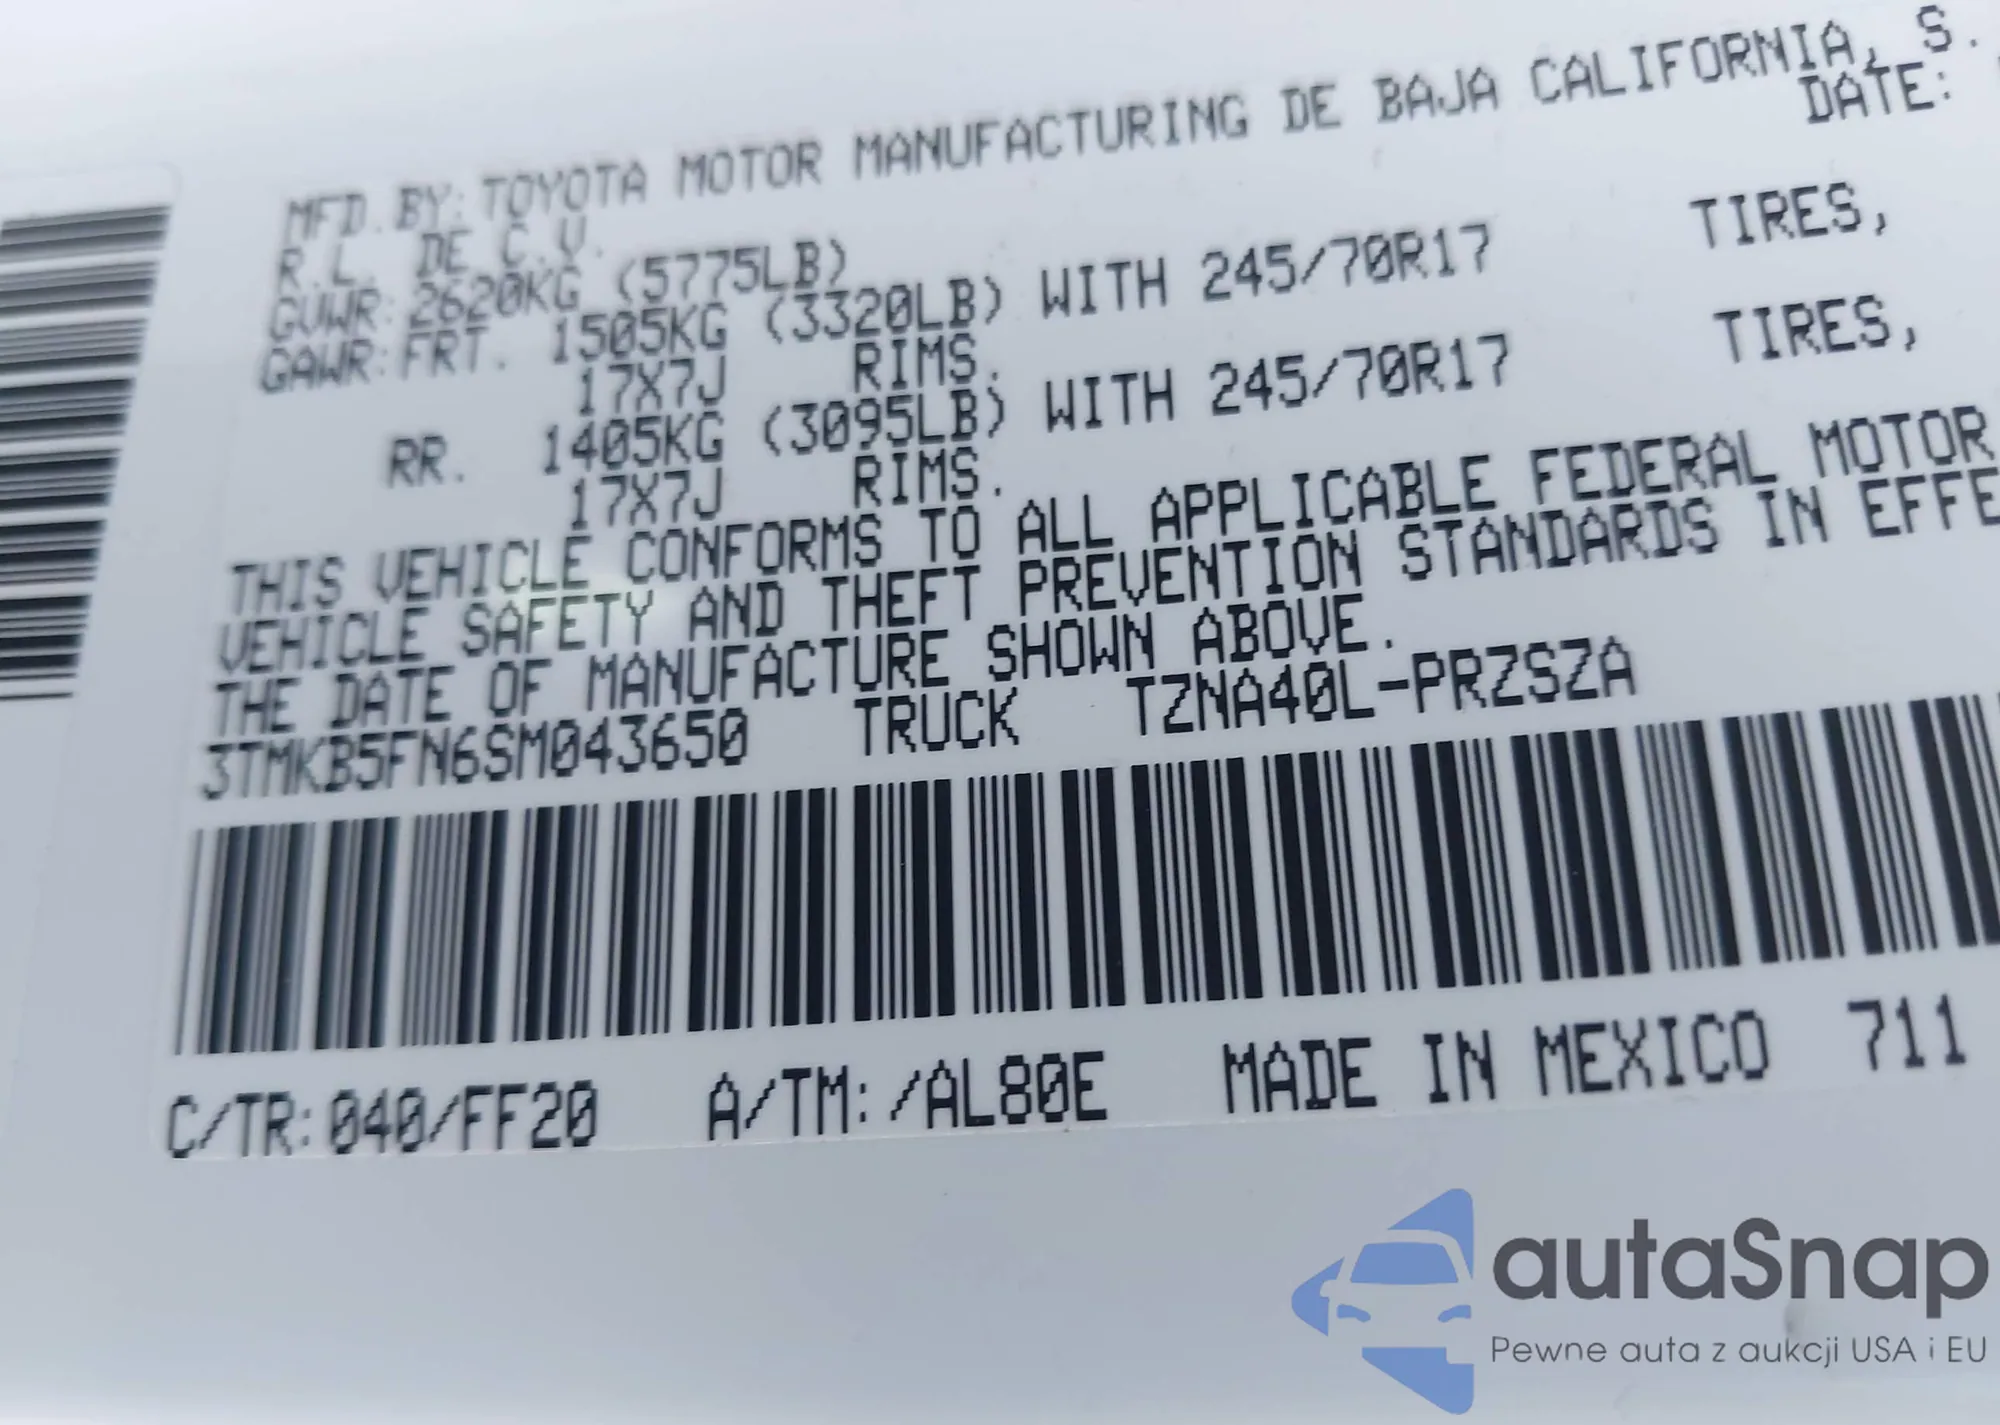 MFD. BY: TOYOTA MOTOR MANUFACTURING DE BAJA CALIFORNIA, S.
R.L. DE C.V. DATE:
GVWR: 2620KG (5775LB)
GAWR: FRT. 1505KG (3320LB) WITH 245/70R17 TIRES,
17X7J RIMS.
RR. 1405KG (3095LB) WITH 245/70R17 TIRES,
17X7J RIMS.
THIS VEHICLE CONFORMS TO ALL APPLICABLE FEDERAL MOTOR
VEHICLE SAFETY AND THEFT PREVENTION STANDARDS IN EFFE
THE DATE OF MANUFACTURE SHOWN ABOVE.
3TMKB5FN6SM043650 TRUCK TZNA40L-PRZSZA
C/TR: 040/FF20 A/TM: /AL80E MADE IN MEXICO 711
autaSnap
Pewne auta z aukcji USA i EU